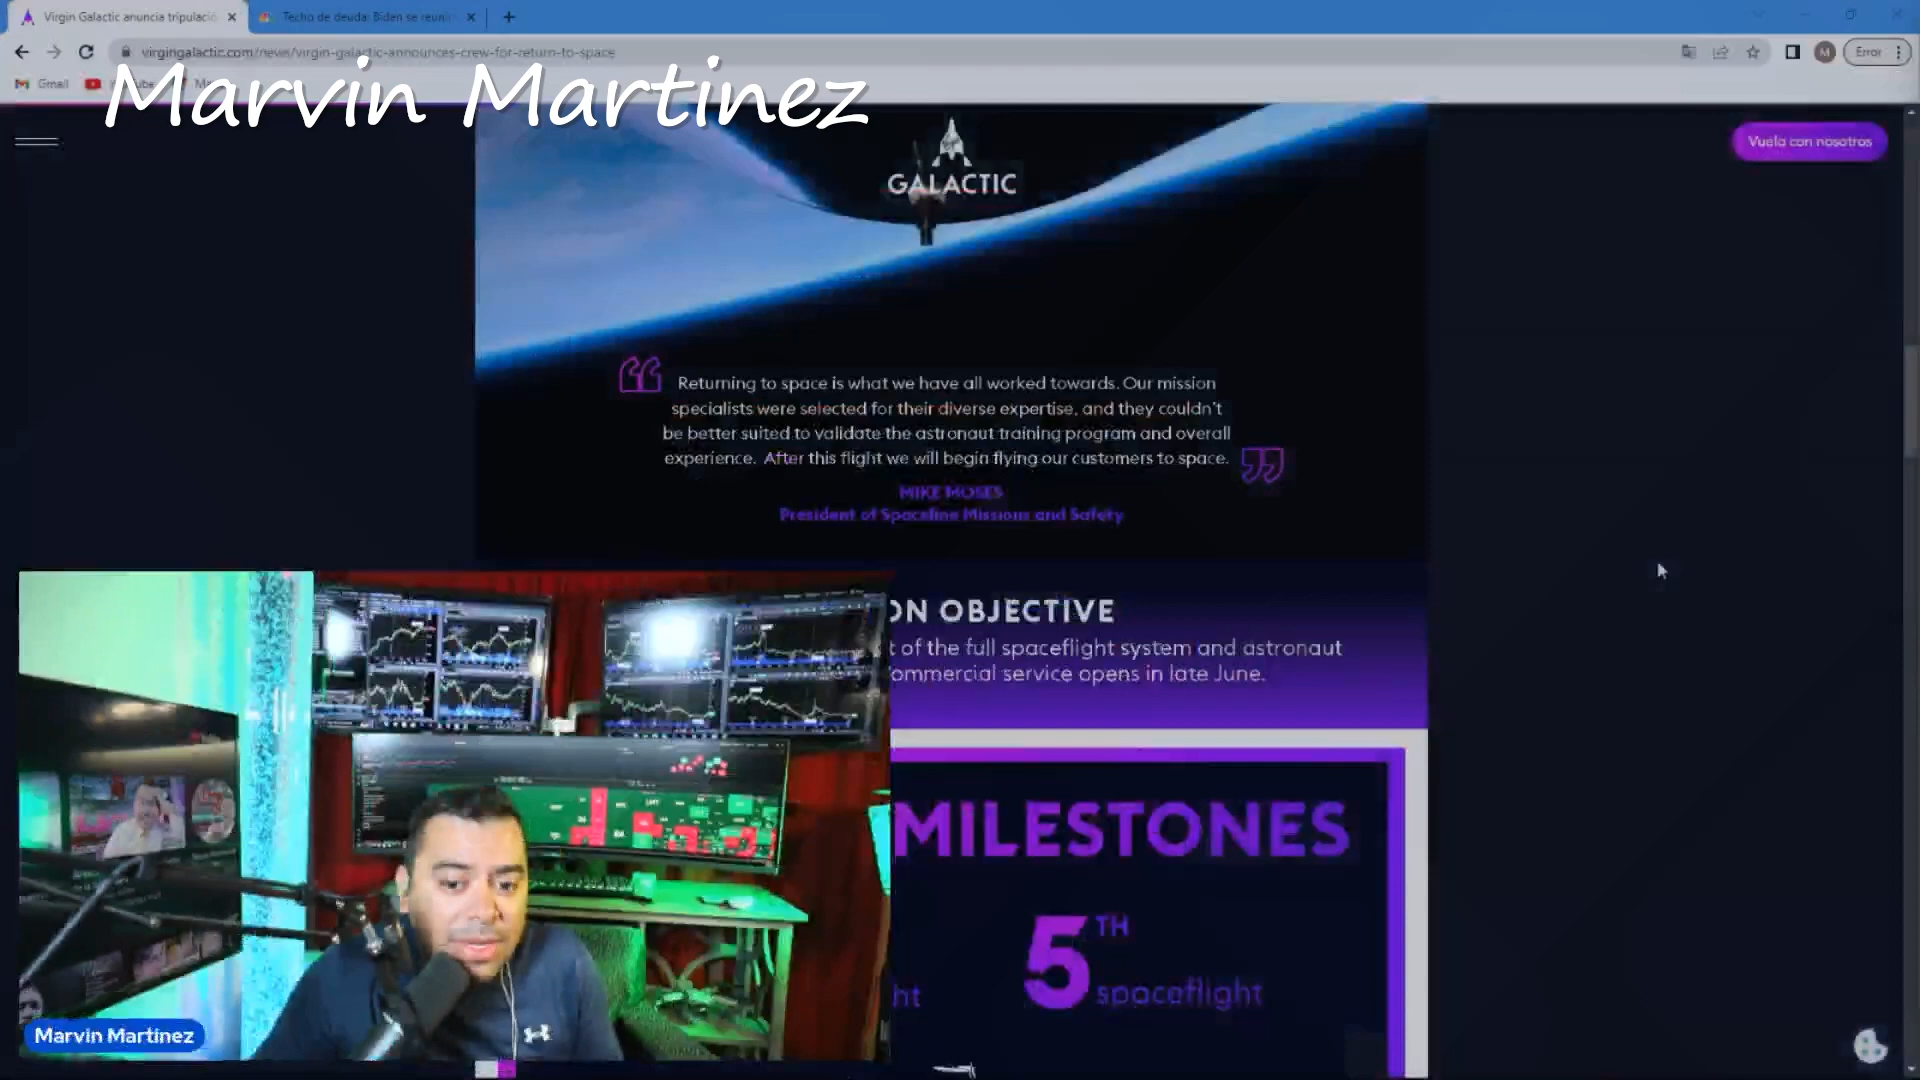 Virgin Galactic anuncia tripulació
Techo de deuda: Biden se reuni
virgingalactic.com/news/virgin-galactic-announces-crew-for-return-to-space
Error
Gmail
Marvin Martinez
Vuela con nosotros
GALACTIC
Returning to space is what we have all worked towards. Our mission
specialists were selected for their diverse expertise, and they couldn't
be better suited to validate the astronaut training program and overall
experience. After this flight we will begin flying our customers to space.
MIKE MOSES
President of Spaceline Missions and Safety
ON OBJECTIVE
t of the full spaceflight system and astronaut
ommercial service opens in late June.
MILESTONES
5TH
ht
spaceflight
Marvin Martinez